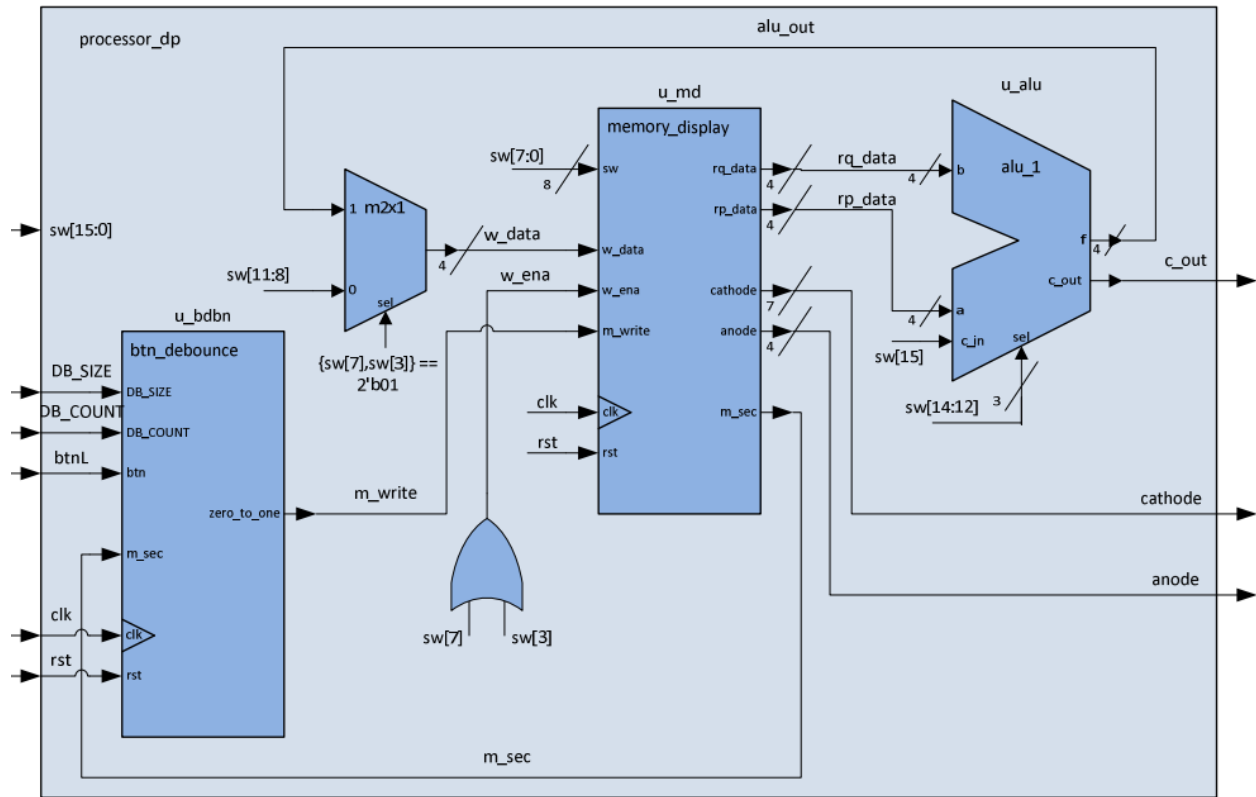 processor_dp
alu_out
u_md
u_alu
memory_display
sw[7:0]
8
sw
rq_data
4
rq_data
4
b
alu_1
rp_data
4
rp_data
m2x1
1
sw[15:0]
w_data
4
w_data
f
4
sw[11:8]
0
sel
w_ena
w_ena
cathode
7
c_out
c_out
u_bdbn
btn_debounce
{sw[7],sw[3]} ==
2'b01
m_write
anode
4
a
4
c_in
sel
sw[15]
DB_SIZE
DB_SIZE
DB_COUNT
DB_COUNT
clk
clk
m_sec
sw[14:12]
3
rst
rst
btnL
btn
m_write
zero_to_one
cathode
m_sec
anode
clk
clk
sw[7]
sw[3]
rst
rst
m_sec